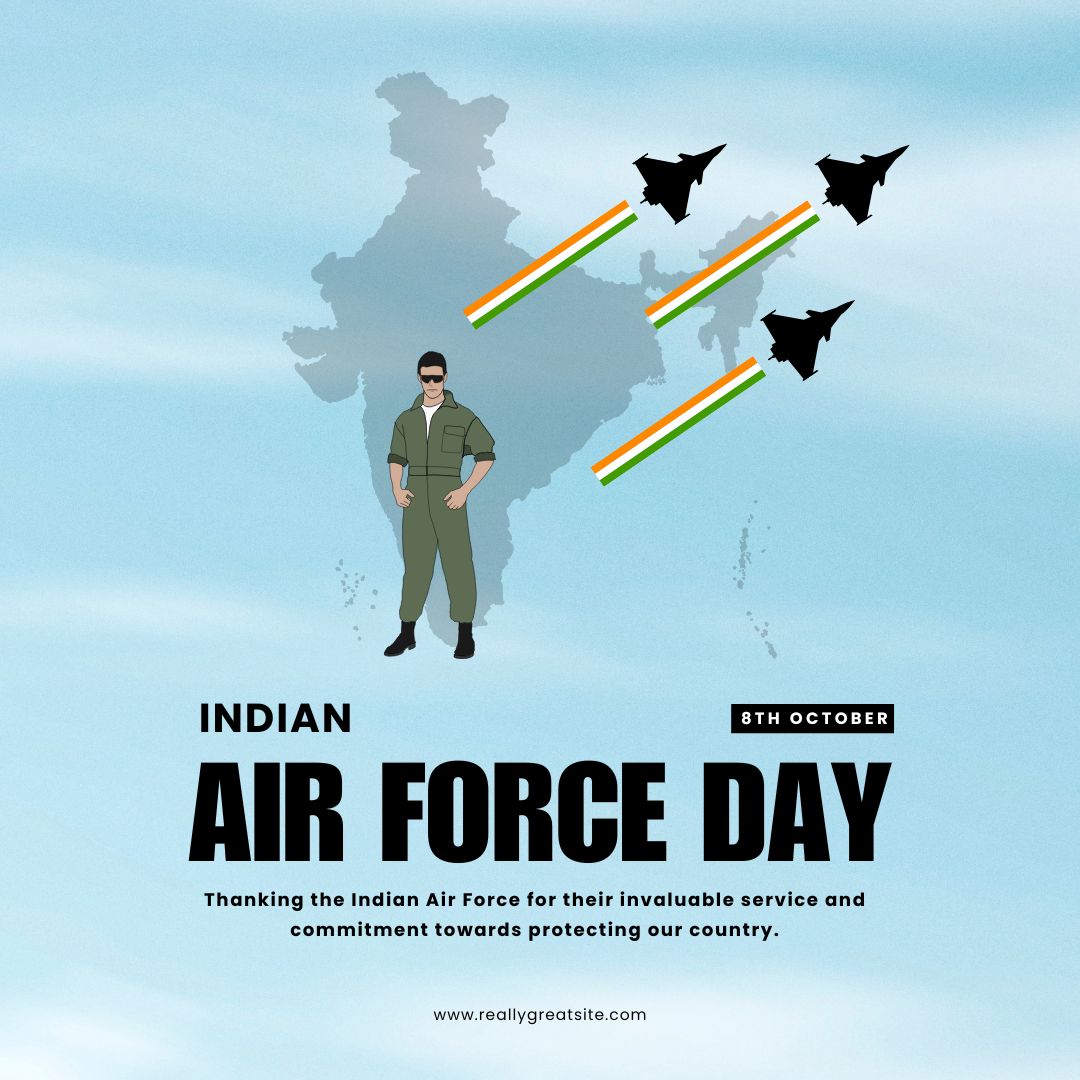 INDIAN
8TH OCTOBER
AIR FORCE DAY
Thanking the Indian Air Force for their invaluable service and
commitment towards protecting our country.
www.reallygreatsite.com